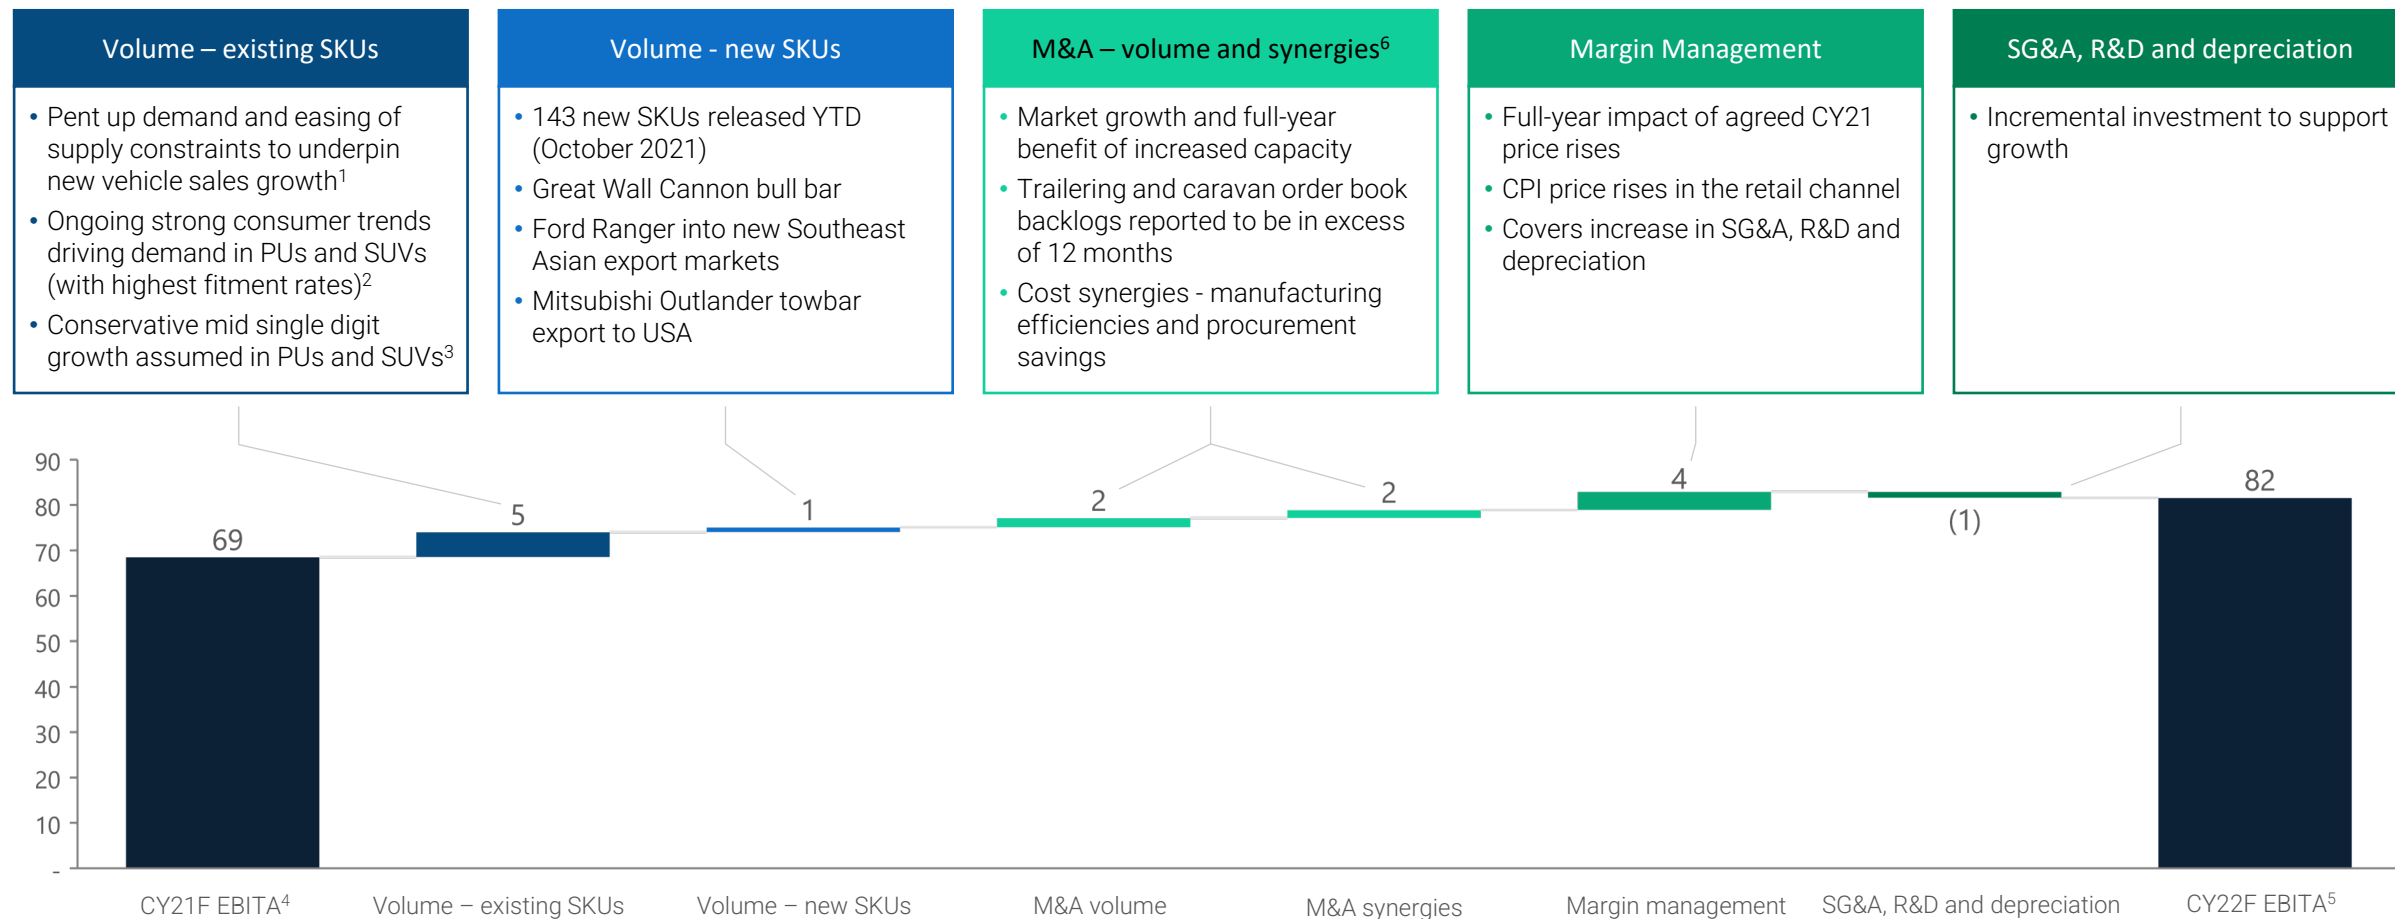 Volume – existing SKUs
• Pent up demand and easing of
supply constraints to underpin
new vehicle sales growth¹
• Ongoing strong consumer trends
driving demand in PUs and SUVs
(with highest fitment rates)²
• Conservative mid single digit
growth assumed in PUs and SUVs³
Volume - new SKUs
• 143 new SKUs released YTD
(October 2021)
• Great Wall Cannon bull bar
• Ford Ranger into new Southeast
Asian export markets
• Mitsubishi Outlander towbar
export to USA
M&A – volume and synergies⁶
• Market growth and full-year
benefit of increased capacity
• Trailering and caravan order book
backlogs reported to be in excess
of 12 months
• Cost synergies - manufacturing
efficiencies and procurement
savings
Margin Management
• Full-year impact of agreed CY21
price rises
• CPI price rises in the retail channel
• Covers increase in SG&A, R&D and
depreciation
SG&A, R&D and depreciation
• Incremental investment to support
growth
90
80
70
60
50
40
30
20
10
-
69
5
1
2
2
4
(1)
82
CY21F EBITA⁴
Volume – existing SKUs
Volume – new SKUs
M&A volume
M&A synergies
Margin management
SG&A, R&D and depreciation
CY22F EBITA⁵